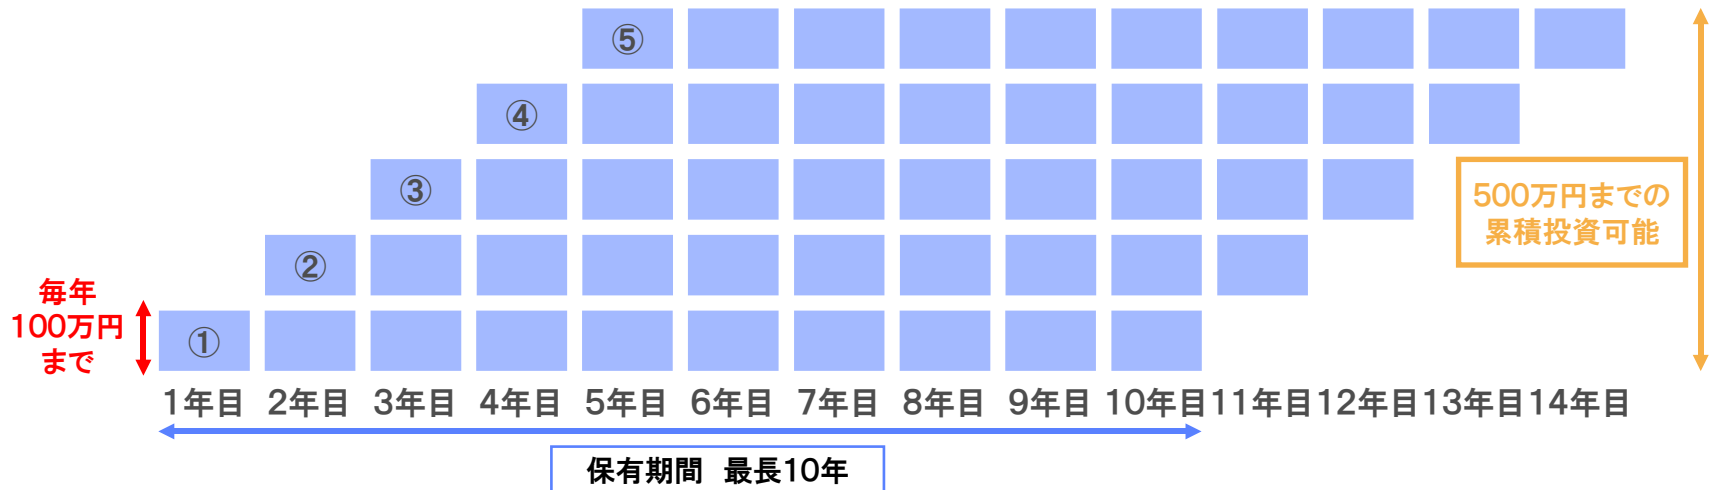 ⑤
④
③
②
①
毎年
100万円
まで
500万円までの
累積投資可能
1年目 2年目 3年目 4年目 5年目 6年目 7年目 8年目 9年目 10年目 11年目 12年目 13年目 14年目
保有期間 最長10年